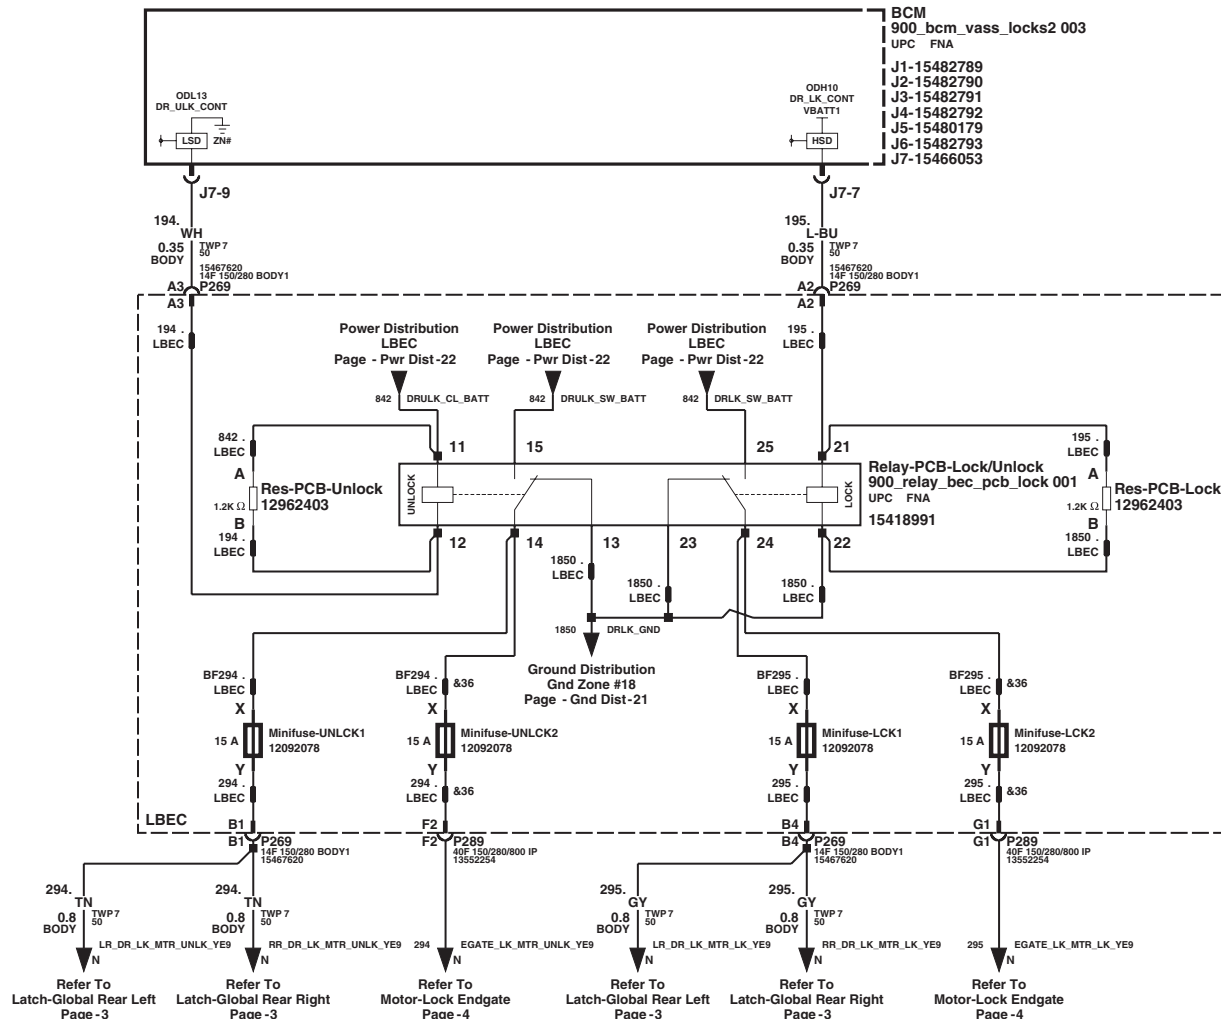 BCM
900_bcm_vass_locks2 003
UPC FNA
J1-15482789
J2-15482790
J3-15482791
J4-15482792
J5-15480179
J6-15482793
J7-15466053
ODL13
DR_ULK_CONT
LSD
ZN#
ODH10
DR_LK_CONT
VBATT1
HSD
J7-9
J7-7
194.
WH
0.35
BODY
TWP 7
50
15467620
14F 150/280 BODY1
A3
P269
A3
195.
L-BU
0.35
BODY
TWP 7
50
15467620
14F 150/280 BODY1
A2
P269
A2
194 .
LBEC
195 .
LBEC
Power Distribution
LBEC
Page - Pwr Dist-22
Power Distribution
LBEC
Page - Pwr Dist-22
Power Distribution
LBEC
Page - Pwr Dist-22
842 DRULK_CL_BATT
842 DRULK_SW_BATT
842 DRLK_SW_BATT
842 .
LBEC
A
Res-PCB-Unlock
12962403
1.2K Ω
B
194 .
LBEC
11
15
25
21
UNLOCK
LOCK
Relay-PCB-Lock/Unlock
900_relay_bec_pcb_lock 001
UPC FNA
15418991
195 .
LBEC
A
Res-PCB-Lock
12962403
1.2K Ω
B
1850 .
LBEC
12
14
13
23
24
22
1850 .
LBEC
1850 .
LBEC
1850 .
LBEC
1850
DRLK_GND
Ground Distribution
Gnd Zone #18
Page - Gnd Dist-21
BF294 .
LBEC
X
15 A
Minifuse-UNLCK1
12092078
Y
294 .
LBEC
BF294 .
LBEC
&36
X
15 A
Minifuse-UNLCK2
12092078
Y
294 .
LBEC
&36
BF295 .
LBEC
X
15 A
Minifuse-LCK1
12092078
Y
295 .
LBEC
BF295 .
LBEC
&36
X
15 A
Minifuse-LCK2
12092078
Y
295 .
LBEC
&36
LBEC
B1
B1
P269
14F 150/280 BODY1
15467620
F2
F2
P289
40F 150/280/800 IP
13552254
B4
B4
P269
14F 150/280 BODY1
15467620
G1
G1
P289
40F 150/280/800 IP
13552254
294.
TN
0.8
BODY
TWP 7
50
LR_DR_LK_MTR_UNLK_YE9
N
294.
TN
0.8
BODY
TWP 7
50
RR_DR_LK_MTR_UNLK_YE9
N
294
EGATE_LK_MTR_UNLK_YE9
N
295.
GY
0.8
BODY
TWP 7
50
LR_DR_LK_MTR_LK_YE9
N
295.
GY
0.8
BODY
TWP 7
50
RR_DR_LK_MTR_LK_YE9
N
295
EGATE_LK_MTR_LK_YE9
N
Refer To
Latch-Global Rear Left
Page-3
Refer To
Latch-Global Rear Right
Page-3
Refer To
Motor-Lock Endgate
Page-4
Refer To
Latch-Global Rear Left
Page-3
Refer To
Latch-Global Rear Right
Page-3
Refer To
Motor-Lock Endgate
Page-4